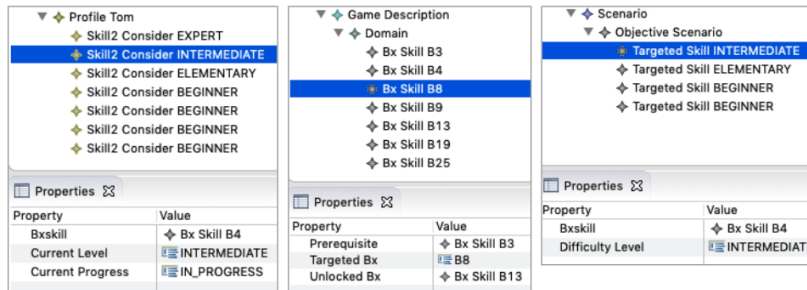 Profile Tom
Skill2 Consider EXPERT
Skill2 Consider INTERMEDIATE
Skill2 Consider ELEMENTARY
Skill2 Consider BEGINNER
Skill2 Consider BEGINNER
Skill2 Consider BEGINNER
Skill2 Consider BEGINNER
Properties
Property Value
Bxskill Bx Skill B4
Current Level INTERMEDIATE
Current Progress IN_PROGRESS
Game Description
Domain
Bx Skill B3
Bx Skill B4
Bx Skill B8
Bx Skill B9
Bx Skill B13
Bx Skill B19
Bx Skill B25
Properties
Property Value
Prerequisite Bx Skill B3
Targeted Bx B8
Unlocked Bx Bx Skill B13
Scenario
Objective Scenario
Targeted Skill INTERMEDIATE
Targeted Skill ELEMENTARY
Targeted Skill BEGINNER
Targeted Skill BEGINNER
Properties
Property Value
Bxskill Bx Skill B4
Difficulty Level INTERMEDIAT